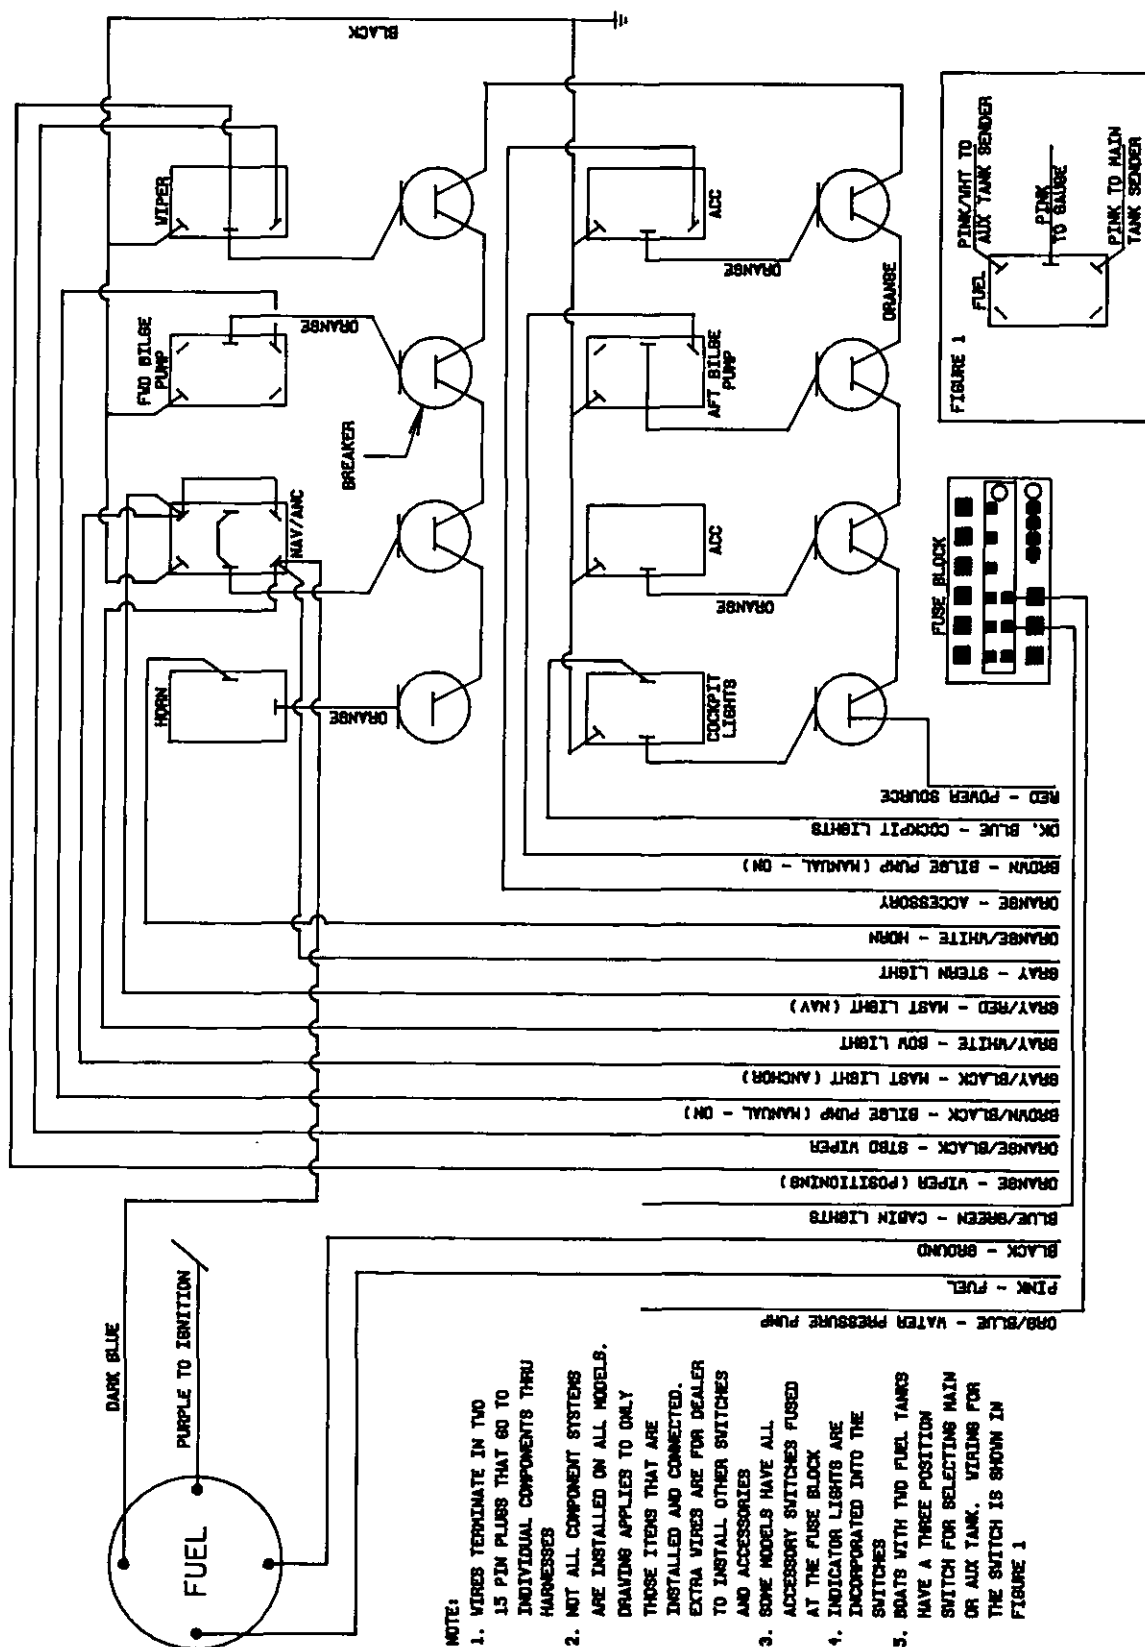 BLACK
WIPER
FWD BILGE
PUMP
ORANGE
NAV/ANC
BREAKER
HORN
ORANGE
ACC
ORANGE
AFT BILGE
PUMP
ORANGE
ACC
ORANGE
COCKPIT
LIGHTS
FIGURE 1
FUEL
PINK/WHT TO
AUX TANK SENDER
PINK
TO GAUGE
PINK TO MAIN
TANK SENDER
FUSE BLOCK
RED - POWER SOURCE
DK. BLUE - COCKPIT LIGHTS
BROWN - BILGE PUMP (MANUAL - ON)
ORANGE - ACCESSORY
ORANGE/WHITE - HORN
GRAY - STERN LIGHT
GRAY/RED - MAST LIGHT (NAV)
GRAY/WHITE - BOW LIGHT
GRAY/BLACK - MAST LIGHT (ANCHOR)
BROWN/BLACK - BILGE PUMP (MANUAL - ON)
ORANGE/BLACK - STBD WIPER
ORANGE - WIPER (POSITIONING)
BLUE/GREEN - CABIN LIGHTS
BLACK - GROUND
PINK - FUEL
ORG/BLUE - WATER PRESSURE PUMP
DARK BLUE
PURPLE TO IGNITION
FUEL
NOTE:
1. WIRES TERMINATE IN TWO
15 PIN PLUGS THAT GO TO
INDIVIDUAL COMPONENTS THRU
HARNESSES
2. NOT ALL COMPONENT SYSTEMS
ARE INSTALLED ON ALL MODELS.
DRAWING APPLIES TO ONLY
THOSE ITEMS THAT ARE
INSTALLED AND CONNECTED.
EXTRA WIRES ARE FOR DEALER
TO INSTALL OTHER SWITCHES
AND ACCESSORIES
3. SOME MODELS HAVE ALL
ACCESSORY SWITCHES FUSED
AT THE FUSE BLOCK
4. INDICATOR LIGHTS ARE
INCORPORATED INTO THE
SWITCHES
5. BOATS WITH TWO FUEL TANKS
HAVE A THREE POSITION
SWITCH FOR SELECTING MAIN
OR AUX TANK. WIRING FOR
THE SWITCH IS SHOWN IN
FIGURE 1